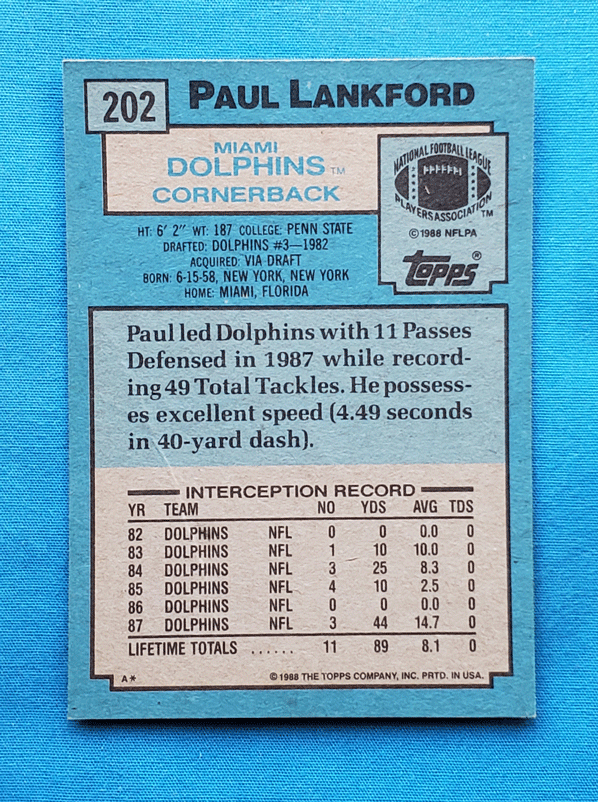 202 PAUL LANKFORD
MIAMI
DOLPHINS TM
CORNERBACK
NATIONAL FOOTBALL LEAGUE
PLAYERS ASSOCIATION TM
© 1988 NFLPA
Topps®
HT: 6' 2" WT: 187 COLLEGE: PENN STATE
DRAFTED: DOLPHINS #3—1982
ACQUIRED: VIA DRAFT
BORN: 6-15-58, NEW YORK, NEW YORK
HOME: MIAMI, FLORIDA
Paul led Dolphins with 11 Passes
Defensed in 1987 while record-
ing 49 Total Tackles. He possess-
es excellent speed (4.49 seconds
in 40-yard dash).
INTERCEPTION RECORD
YR TEAM NO YDS AVG TDS
82 DOLPHINS NFL 0 0 0.0 0
83 DOLPHINS NFL 1 10 10.0 0
84 DOLPHINS NFL 3 25 8.3 0
85 DOLPHINS NFL 4 10 2.5 0
86 DOLPHINS NFL 0 0 0.0 0
87 DOLPHINS NFL 3 44 14.7 0
LIFETIME TOTALS ...... 11 89 8.1 0
A* © 1988 THE TOPPS COMPANY, INC. PRTD. IN USA.